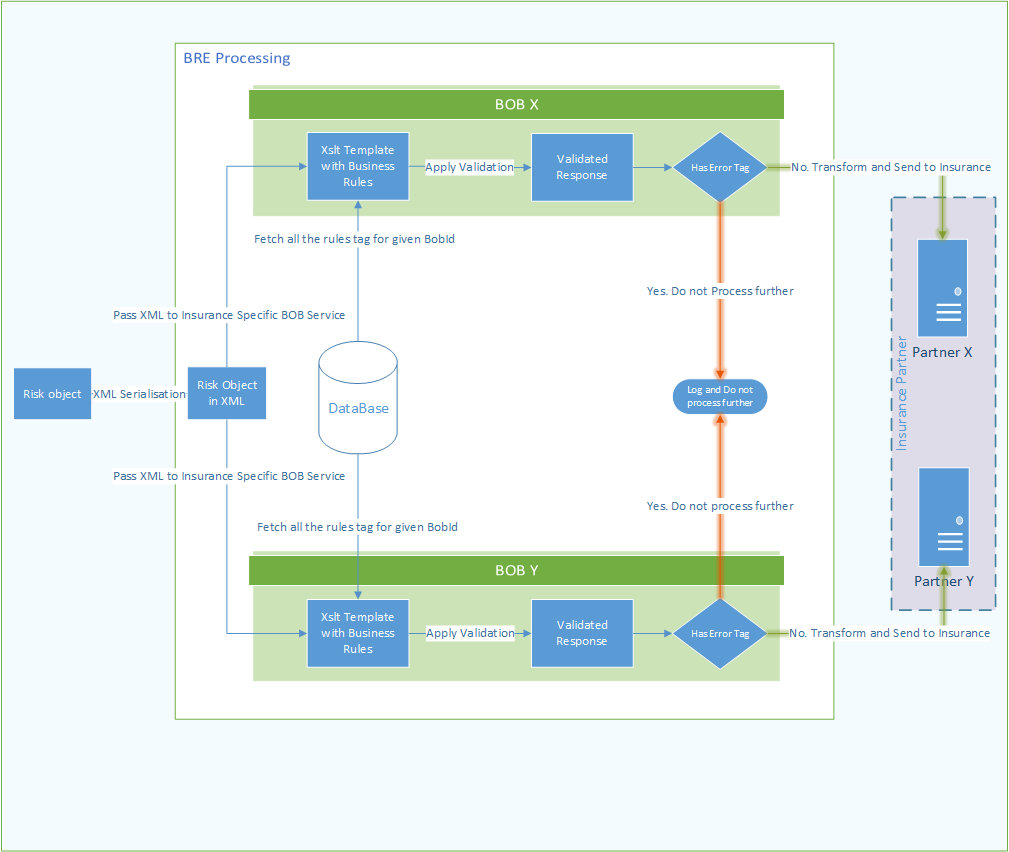 BRE Processing
BOB X
Xslt Template
with Business
Rules
Apply Validation
Validated
Response
Has Error Tag
No. Transform and Send to Insurance
Fetch all the rules tag for given BobId
Yes. Do not Process further
Pass XML to Insurance Specific BOB Service
Partner X
Insurance Partner
Risk object
XML Serialisation
Risk Object
in XML
DataBase
Log and Do not
process further
Pass XML to Insurance Specific BOB Service
Yes. Do not process further
Fetch all the rules tag for given BobId
BOB Y
Partner Y
Xslt Template
with Business
Rules
Apply Validation
Validated
Response
Has Error Tag
No. Transform and Send to Insurance